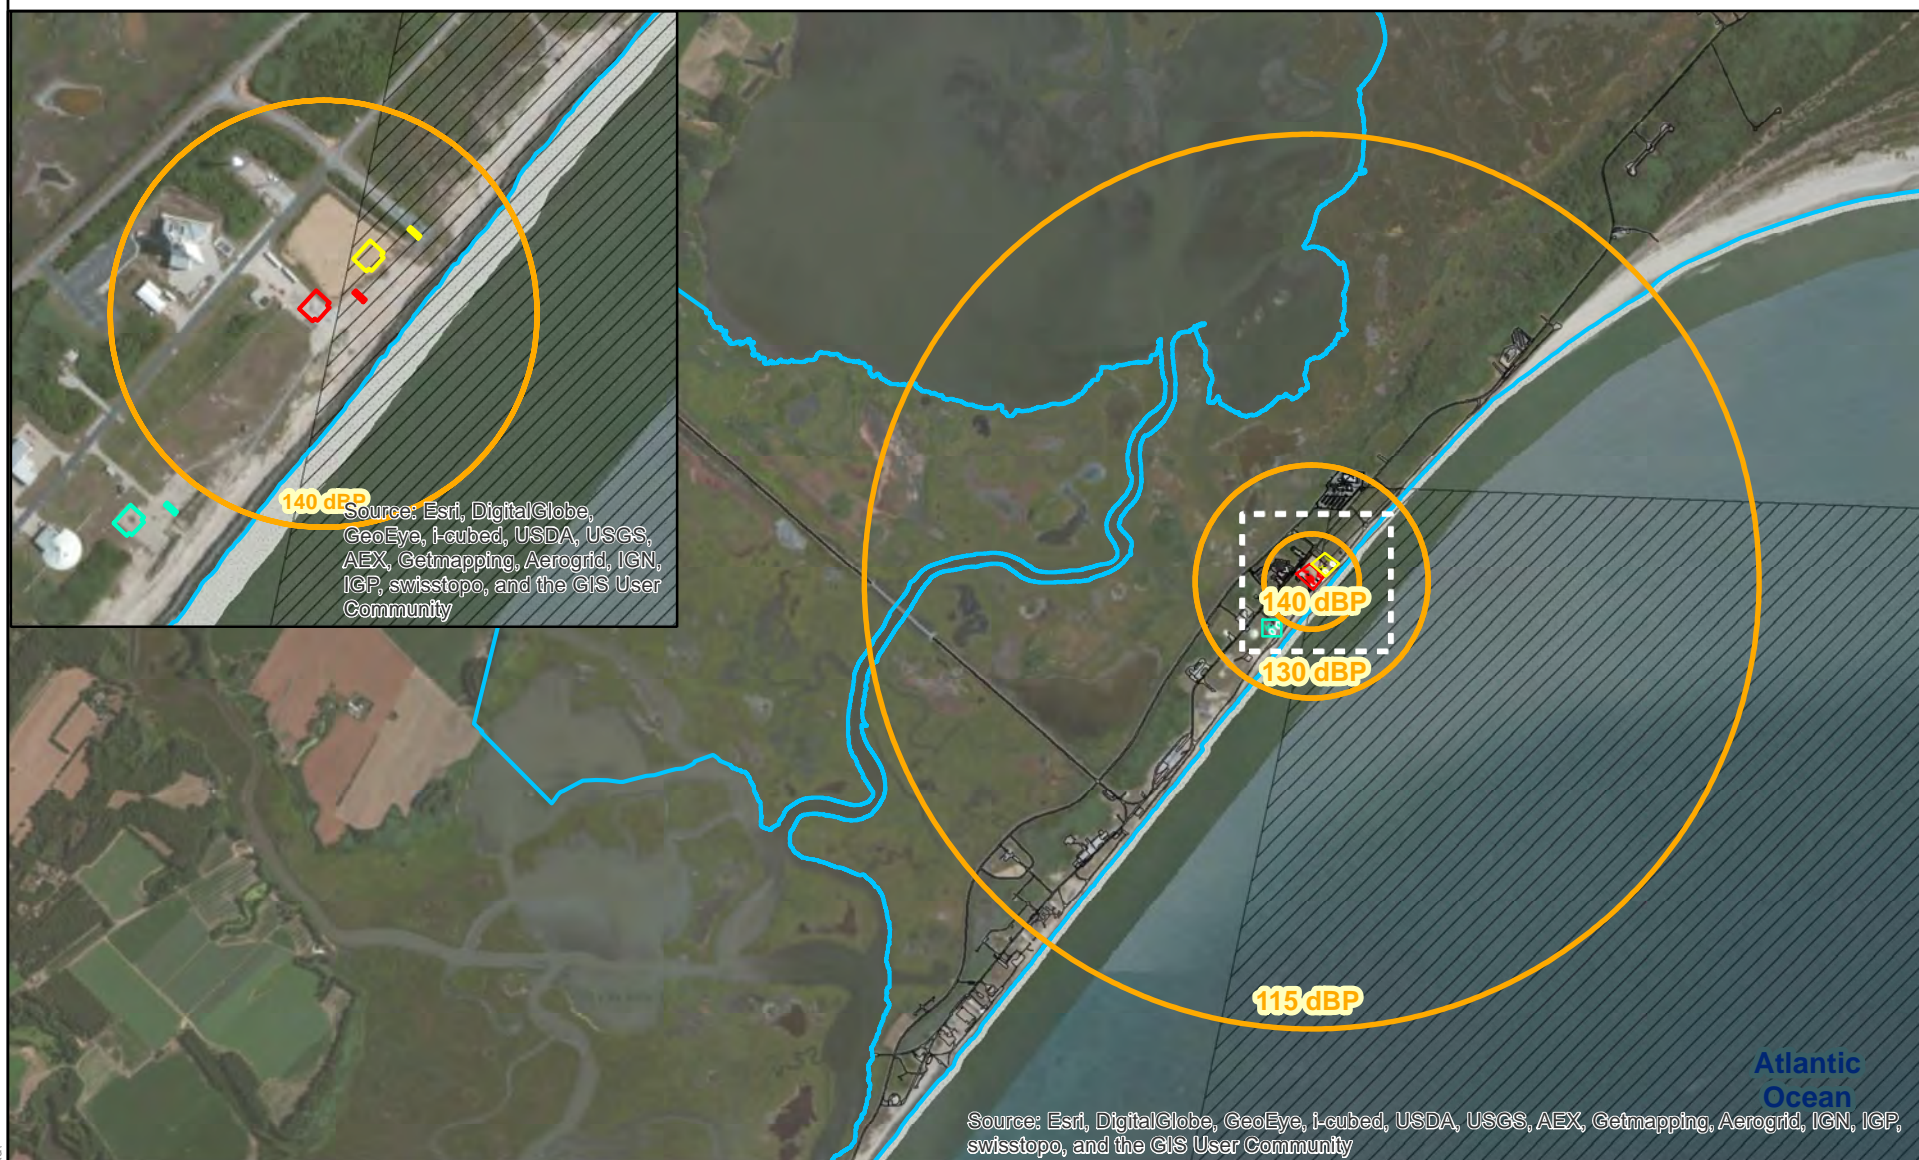 140 dBP
Source: Esri, DigitalGlobe,
GeoEye, i-cubed, USDA, USGS,
AEX, Getmapping, Aerogrid, IGN,
IGP, swisstopo, and the GIS User
Community
140 dBP
130 dBP
115 dBP
Atlantic
Ocean
Source: Esri, DigitalGlobe, GeoEye, i-cubed, USDA, USGS, AEX, Getmapping, Aerogrid, IGN, IGP,
swisstopo, and the GIS User Community